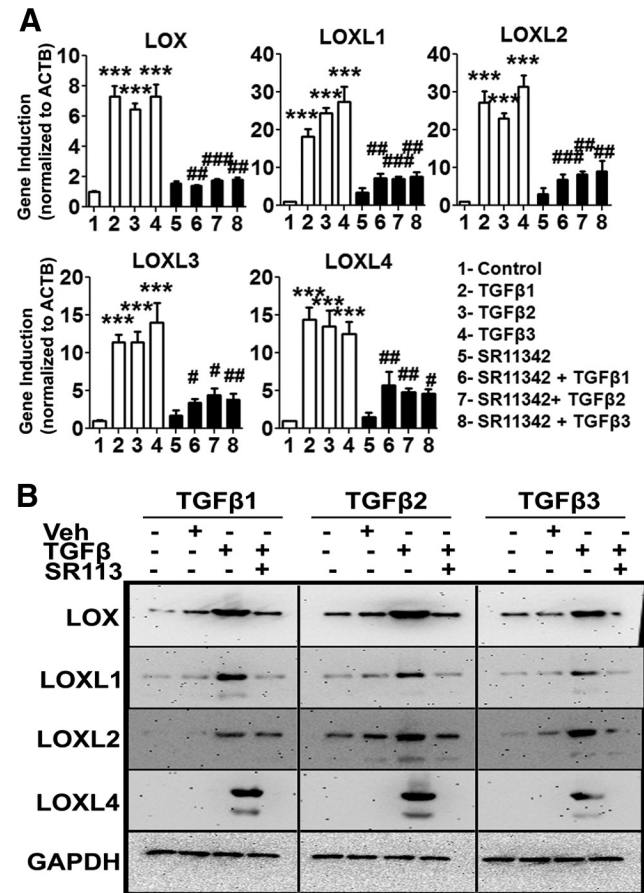 A
LOX
LOXL1
LOXL2
Gene Induction
(normalized to ACTB)
10
8
6
4
2
0
*** *** ***
## ### ##
1 2 3 4 5 6 7 8
40
30
20
10
0
*** *** ***
## ### ##
1 2 3 4 5 6 7 8
40
30
20
10
0
*** *** ***
### ## ##
1 2 3 4 5 6 7 8
LOXL3
LOXL4
Gene Induction
(normalized to ACTB)
20
15
10
5
0
*** *** ***
# # ##
1 2 3 4 5 6 7 8
20
15
10
5
0
*** *** ***
## ## #
1 2 3 4 5 6 7 8
1- Control
2- TGFβ1
3- TGFβ2
4- TGFβ3
5- SR11342
6- SR11342 + TGFβ1
7- SR11342+ TGFβ2
8- SR11342 + TGFβ3
B
TGFβ1 TGFβ2 TGFβ3
Veh - + - - - + - - - + - -
TGFβ - - + + - - + + - - + +
SR113 - - - + - - - + - - - +
LOX
LOXL1
LOXL2
LOXL4
GAPDH